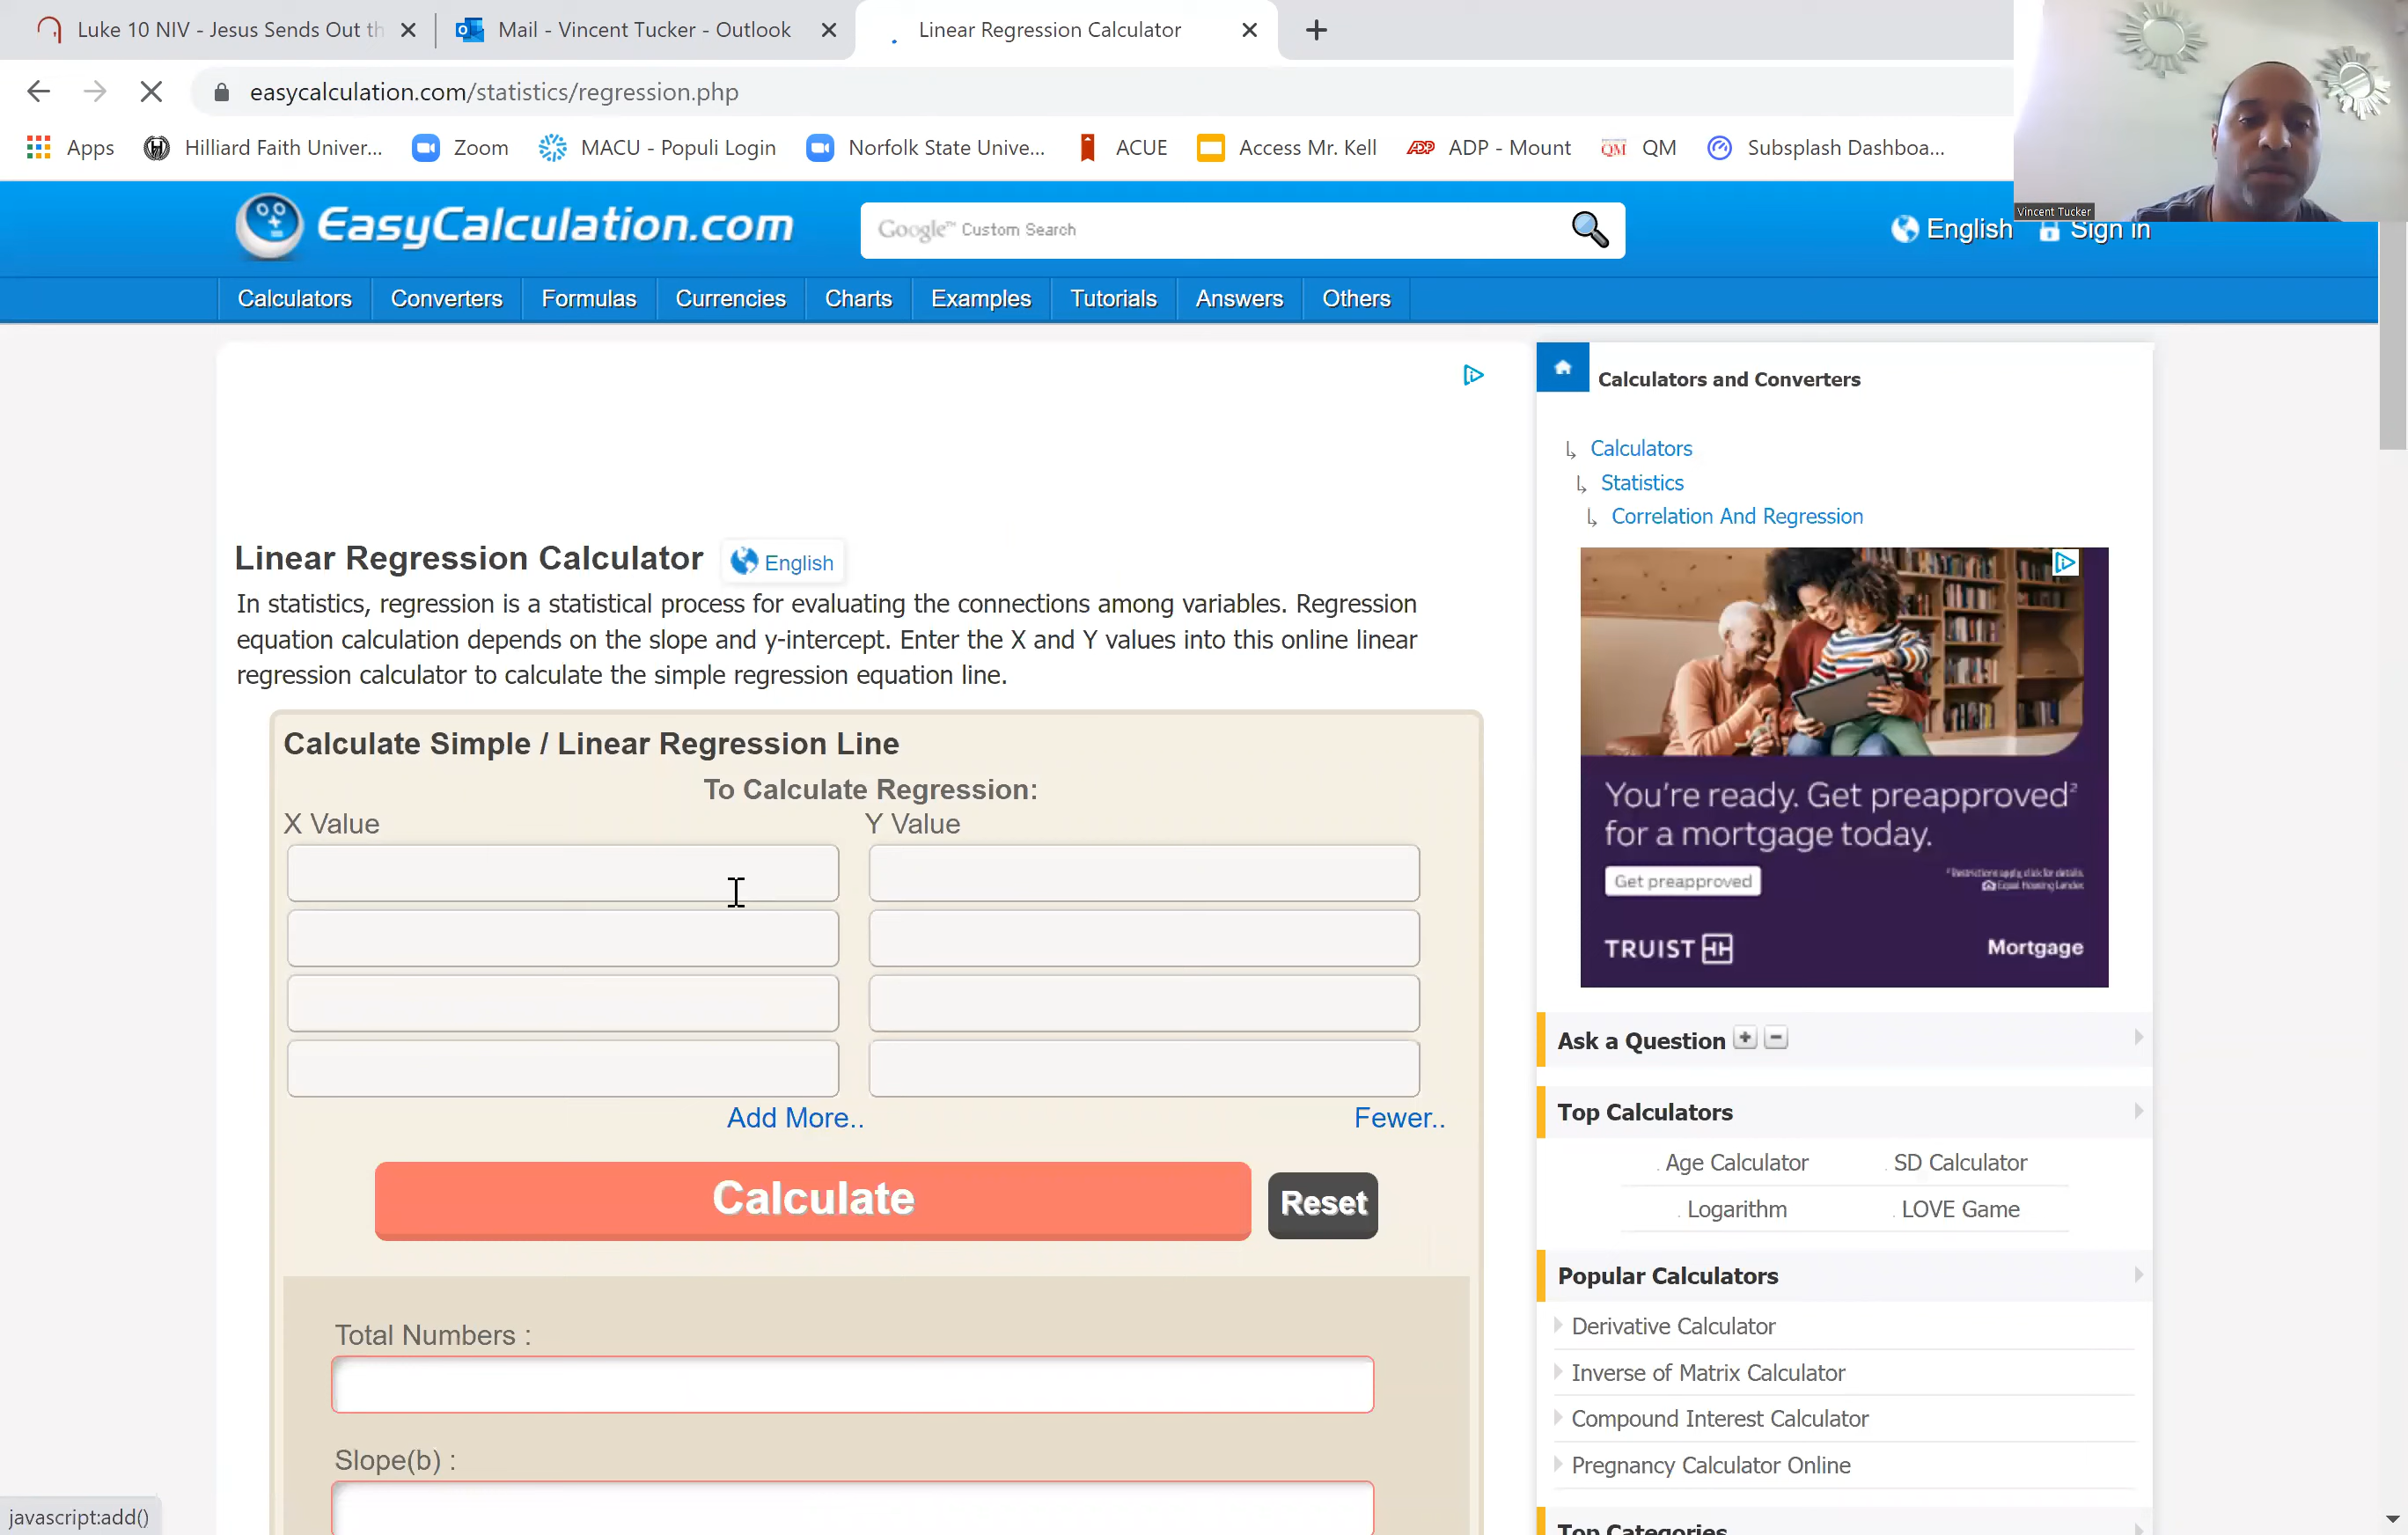 Luke 10 NIV - Jesus Sends Out th
Mail - Vincent Tucker - Outlook
Linear Regression Calculator
easycalculation.com/statistics/regression.php
Apps
Hilliard Faith Univer...
Zoom
MACU - Populi Login
Norfolk State Unive...
ACUE
Access Mr. Kell
ADP - Mount
QM QM
Subsplash Dashboa...
Vincent Tucker
EasyCalculation.com
Google™ Custom Search
English
Sign in
Calculators Converters Formulas Currencies Charts Examples Tutorials Answers Others
Calculators and Converters
Calculators
Statistics
Correlation And Regression
Linear Regression Calculator
English
In statistics, regression is a statistical process for evaluating the connections among variables. Regression
equation calculation depends on the slope and y-intercept. Enter the X and Y values into this online linear
regression calculator to calculate the simple regression equation line.
Calculate Simple / Linear Regression Line
To Calculate Regression:
X Value Y Value
Add More.. Fewer..
Calculate Reset
Total Numbers :
Slope(b) :
You're ready. Get preapproved²
for a mortgage today.
Get preapproved
TRUIST
Mortgage
Ask a Question
Top Calculators
Age Calculator SD Calculator
Logarithm LOVE Game
Popular Calculators
Derivative Calculator
Inverse of Matrix Calculator
Compound Interest Calculator
Pregnancy Calculator Online
Top Categories
javascript:add()